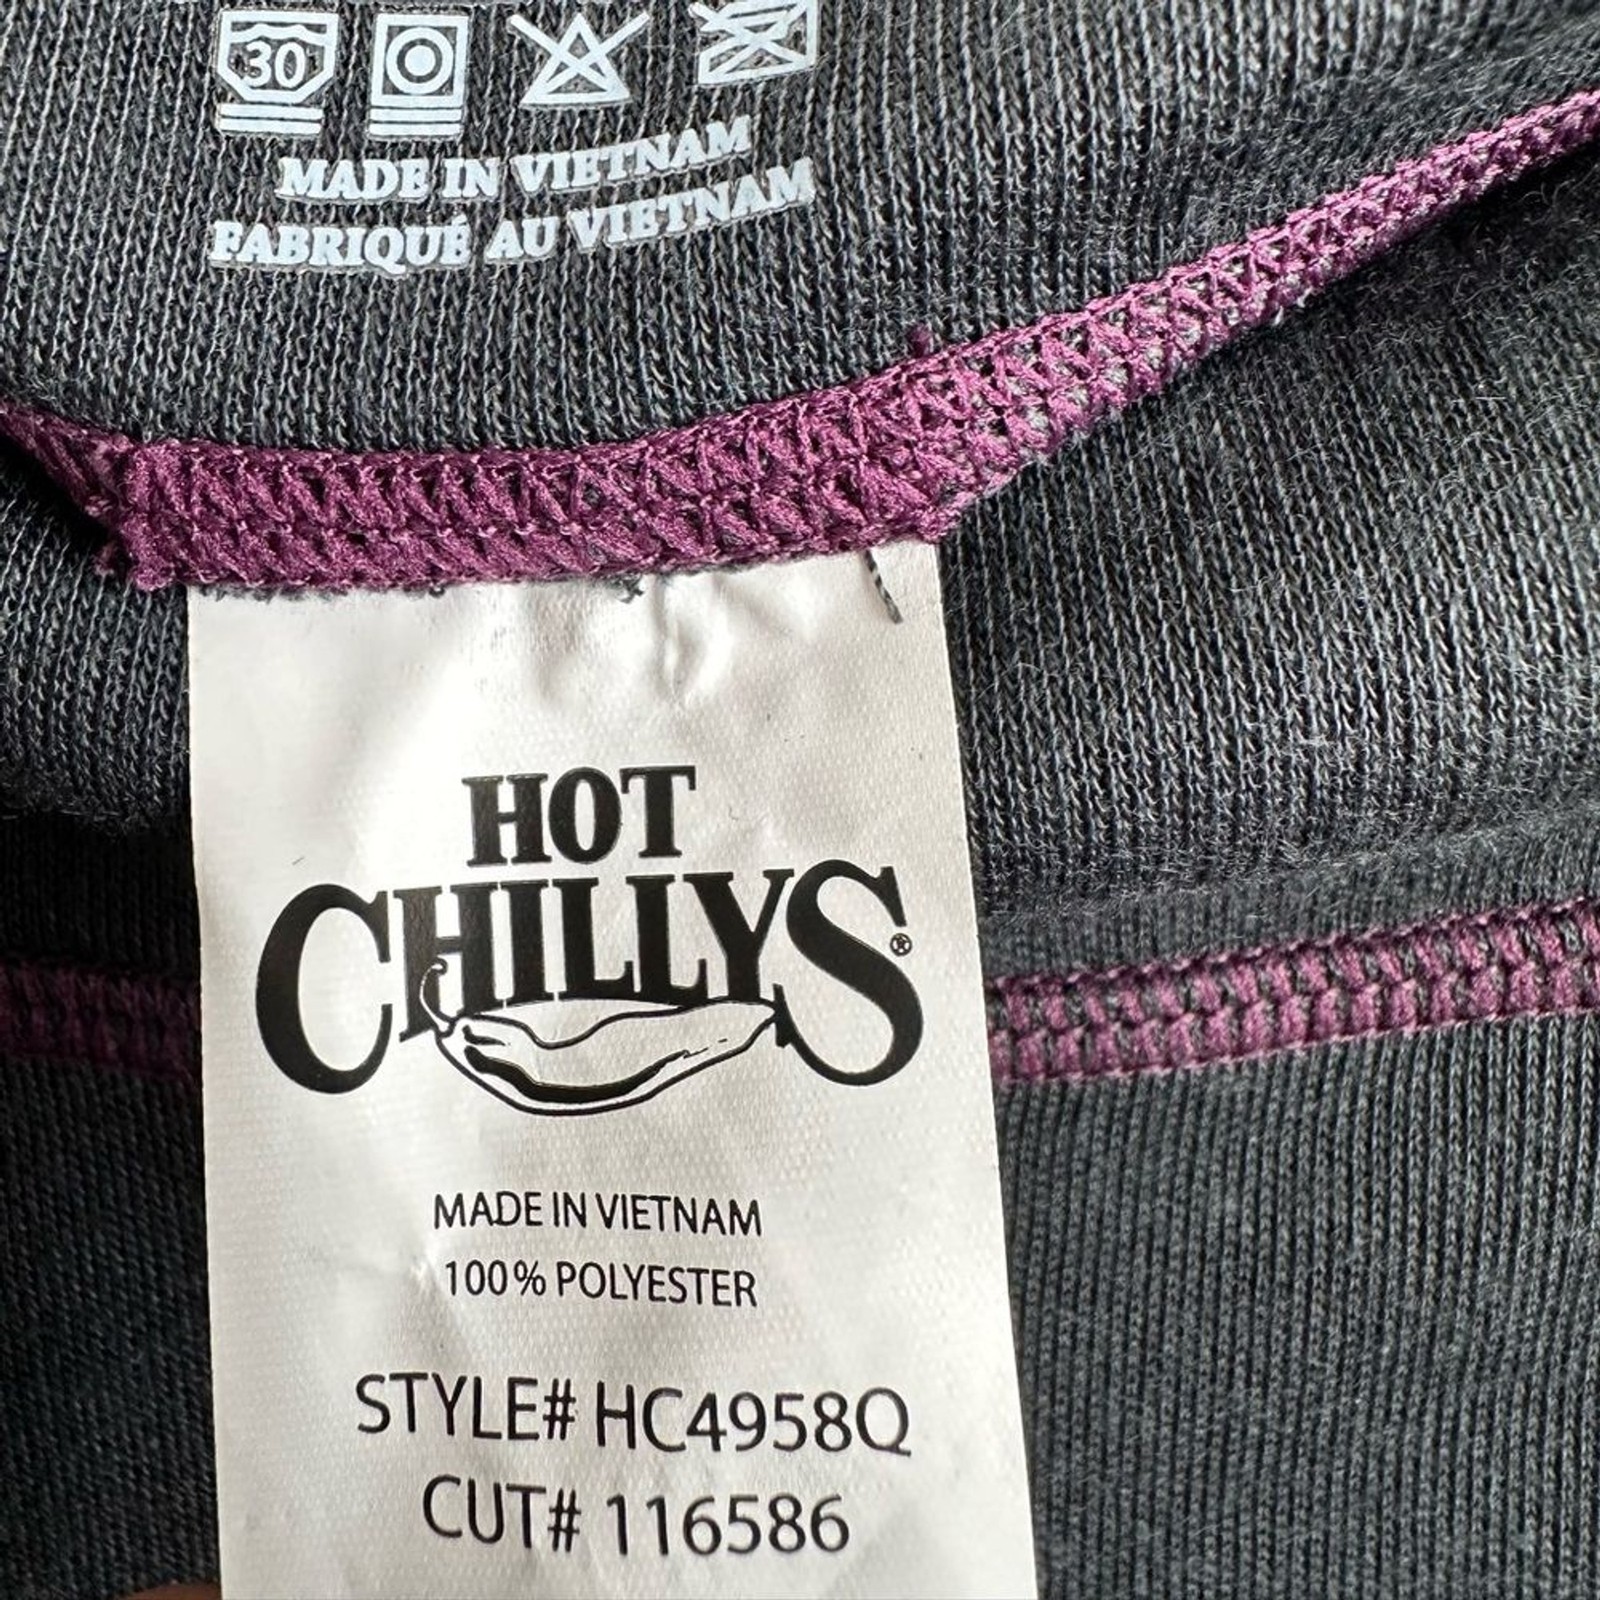 30
MADE IN VIETNAM
FABRIQUÉ AU VIETNAM
HOT
CHILLYS®
MADE IN VIETNAM
100% POLYESTER
STYLE# HC4958Q
CUT# 116586